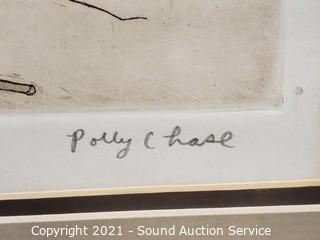 Polly Chase
Copyright 2021 - Sound Auction Service